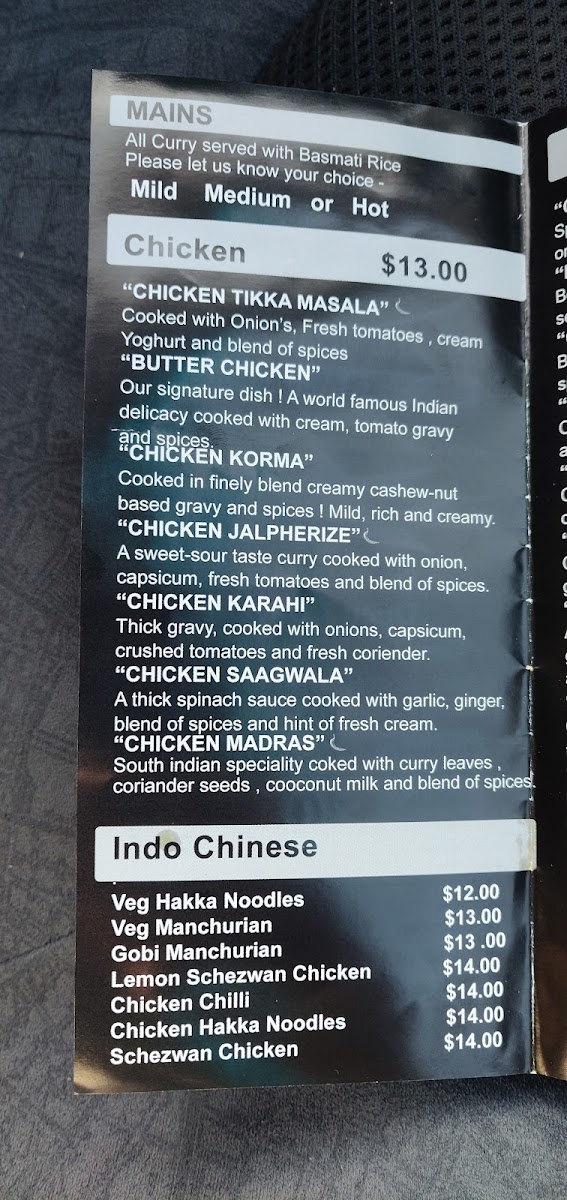 MAINS
All Curry served with Basmati Rice
Please let us know your choice -
Mild Medium or Hot
Chicken $13.00
“CHICKEN TIKKA MASALA”
Cooked with Onion's, Fresh tomatoes , cream
Yoghurt and blend of spices
“BUTTER CHICKEN”
Our signature dish ! A world famous Indian
delicacy cooked with cream, tomato gravy
and spices.
“CHICKEN KORMA”
Cooked in finely blend creamy cashew-nut
based gravy and spices ! Mild, rich and creamy.
“CHICKEN JALPHERIZE”
A sweet-sour taste curry cooked with onion,
capsicum, fresh tomatoes and blend of spices.
“CHICKEN KARAHI”
Thick gravy, cooked with onions, capsicum,
crushed tomatoes and fresh coriander.
“CHICKEN SAAGWALA”
A thick spinach sauce cooked with garlic, ginger,
blend of spices and hint of fresh cream.
“CHICKEN MADRAS”
South indian speciality coked with curry leaves ,
coriander seeds , cooconut milk and blend of spices.
Indo Chinese
Veg Hakka Noodles $12.00
Veg Manchurian $13.00
Gobi Manchurian $13 .00
Lemon Schezwan Chicken $14.00
Chicken Chilli $14.00
Chicken Hakka Noodles $14.00
Schezwan Chicken $14.00